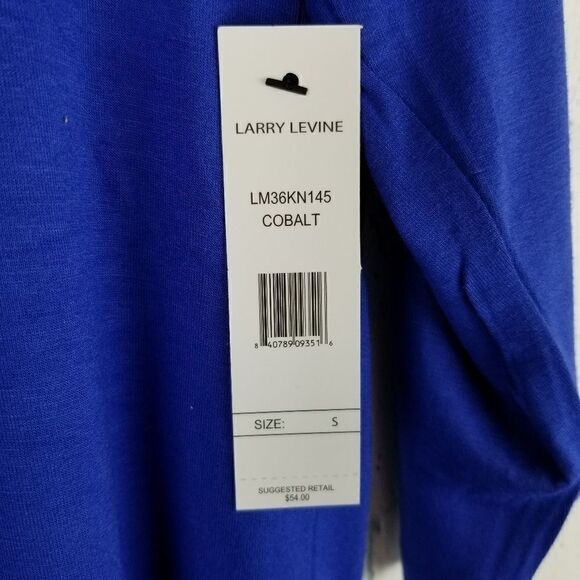 LARRY LEVINE
LM36KN145
COBALT
8 40789 09351 6
SIZE: S
SUGGESTED RETAIL
$54.00